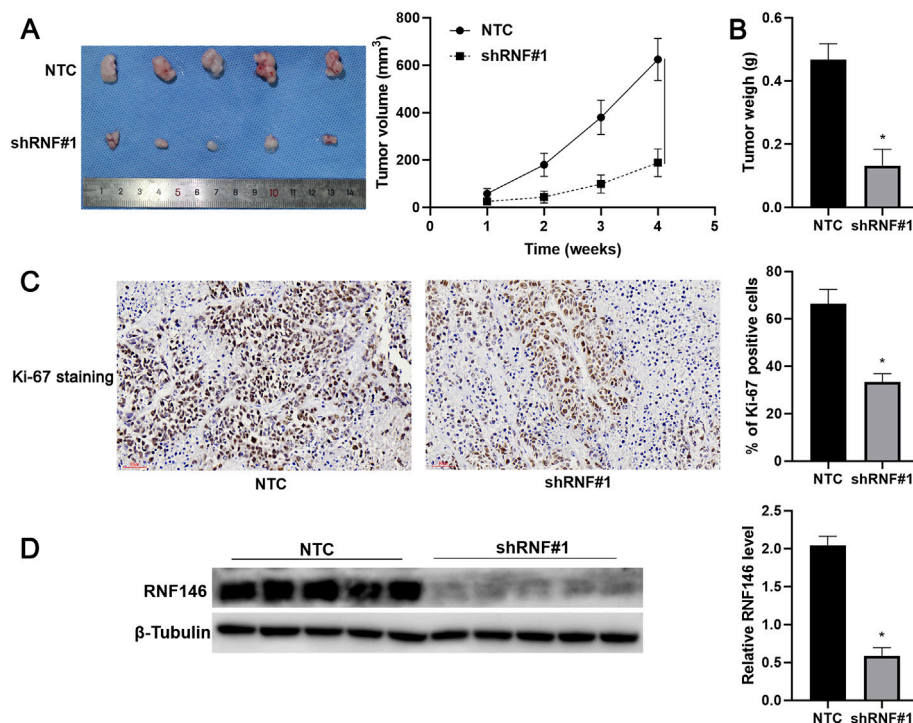 A
NTC
shRNF#1
1 2 3 4 5 6 7 8 9 10 11 12 13 14
Tumor volume (mm3)
800
600
400
200
0
NTC
shRNF#1
0 1 2 3 4 5
Time (weeks)
B
Tumor weigh (g)
0.6
0.4
0.2
0.0
NTC shRNF#1
*
C
Ki-67 staining
NTC
shRNF#1
% of Ki-67 positive cells
80
60
40
20
0
NTC shRNF#1
*
D
NTC
shRNF#1
RNF146
β-Tubulin
Relative RNF146 level
2.5
2.0
1.5
1.0
0.5
0.0
NTC shRNF#1
*